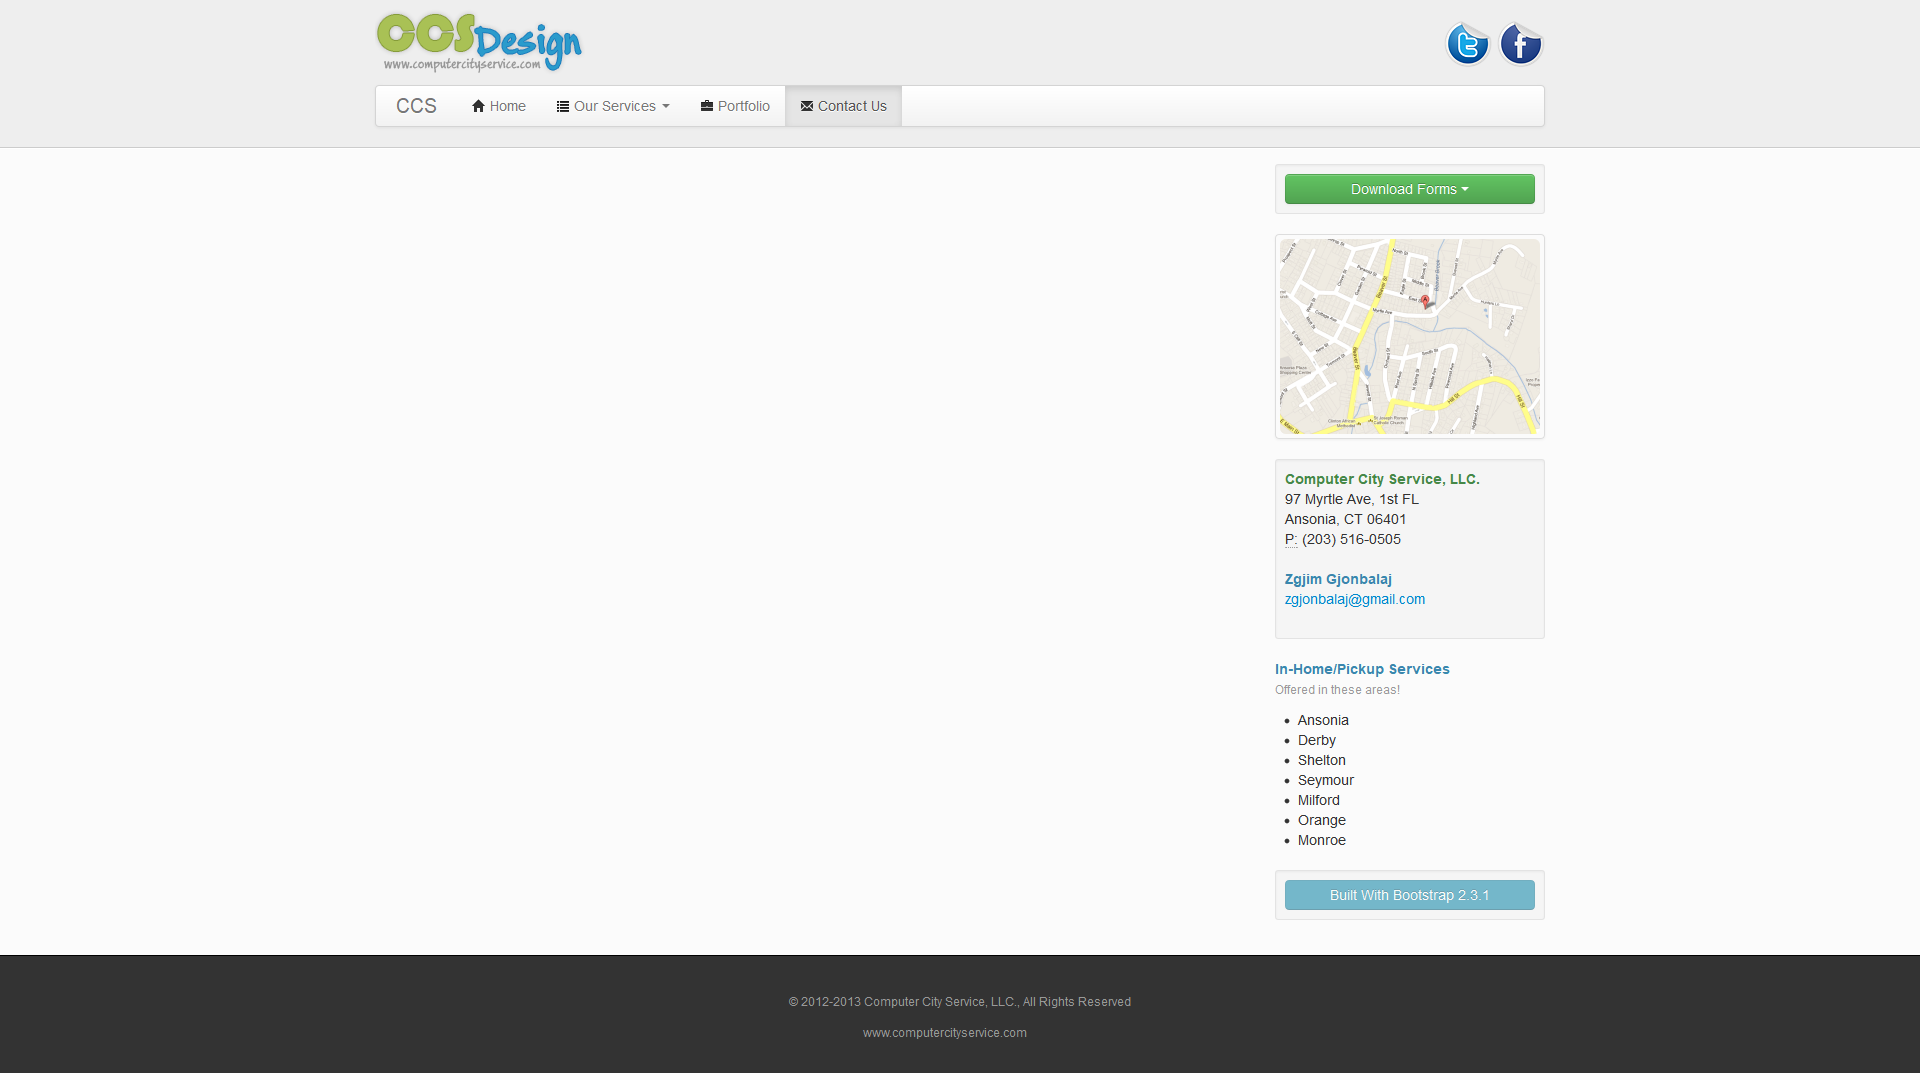 CCSDesign
www.computercityservice.com
CCS
Home
Our Services
Portfolio
Contact Us
Download Forms
Computer City Service, LLC.
97 Myrtle Ave, 1st FL
Ansonia, CT 06401
P: (203) 516-0505
Zgjim Gjonbalaj
zgjonbalaj@gmail.com
In-Home/Pickup Services
Offered in these areas!
Ansonia
Derby
Shelton
Seymour
Milford
Orange
Monroe
Built With Bootstrap 2.3.1
© 2012-2013 Computer City Service, LLC., All Rights Reserved
www.computercityservice.com